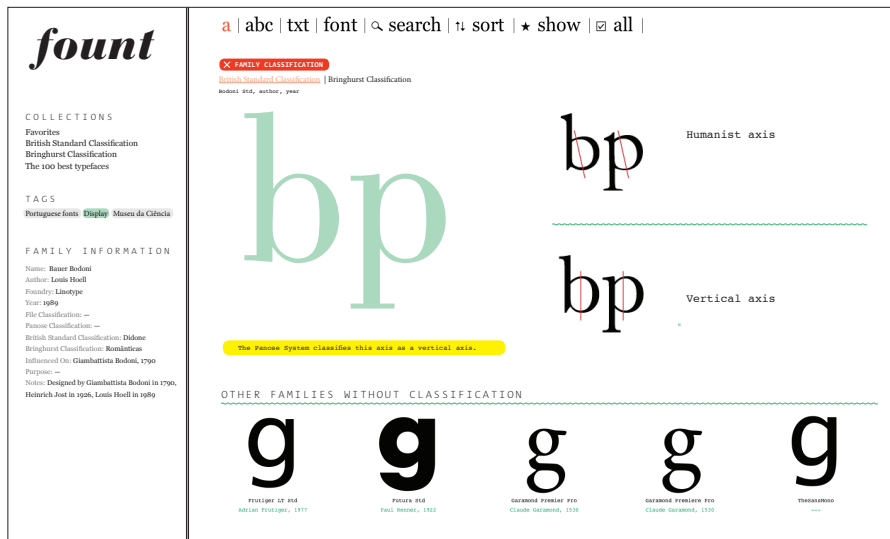 fount
a | abc | txt | font | search | sort | ★ show | all |
FAMILY CLASSIFICATION
British Standard Classification | Bringhurst Classification
Bodoni Std, author, year
COLLECTIONS
Favorites
British Standard Classification
Bringhurst Classification
The 100 best typefaces
TAGS
Portuguese fonts Display Museu da Ciência
FAMILY INFORMATION
Name: Bauer Bodoni
Author: Louis Hoell
Foundry: Linotype
Year: 1989
File Classification: —
Panose Classification: —
British Standard Classification: Didone
Bringhurst Classification: Românticas
Influenced On: Giambattista Bodoni, 1790
Purpose: —
Notes: Designed by Giambattista Bodoni in 1790,
Heinrich Jost in 1926, Louis Hoell in 1989
bp
bp
Humanist axis
bp
Vertical axis
The Panose System classifies this axis as a vertical axis.
OTHER FAMILIES WITHOUT CLASSIFICATION
g g g g g
Frutiger LT Std
Adrian Frutiger, 1977
Futura Std
Paul Renner, 1922
Garamond Premier Pro
Claude Garamond, 1530
Garamond Premiere Pro
Claude Garamond, 1530
TheSansMono
---